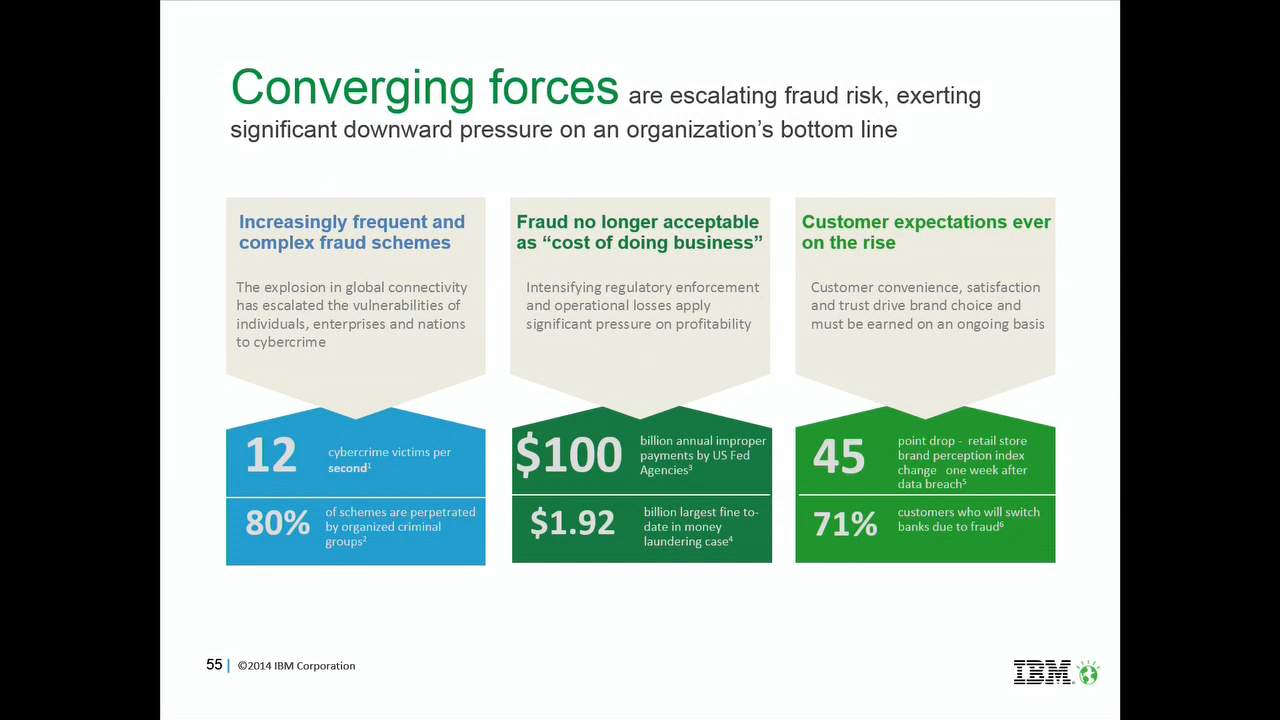 Converging forces are escalating fraud risk, exerting
significant downward pressure on an organization’s bottom line
Increasingly frequent and
complex fraud schemes
The explosion in global connectivity
has escalated the vulnerabilities of
individuals, enterprises and nations
to cybercrime
12
cybercrime victims per
second¹
80%
of schemes are perpetrated
by organized criminal
groups²
Fraud no longer acceptable
as “cost of doing business”
Intensifying regulatory enforcement
and operational losses apply
significant pressure on profitability
$100
billion annual improper
payments by US Fed
Agencies³
$1.92
billion largest fine to-
date in money
laundering case⁴
Customer expectations ever
on the rise
Customer convenience, satisfaction
and trust drive brand choice and
must be earned on an ongoing basis
45
point drop - retail store
brand perception index
change one week after
data breach⁵
71%
customers who will switch
banks due to fraud⁶
55 | ©2014 IBM Corporation
IBM